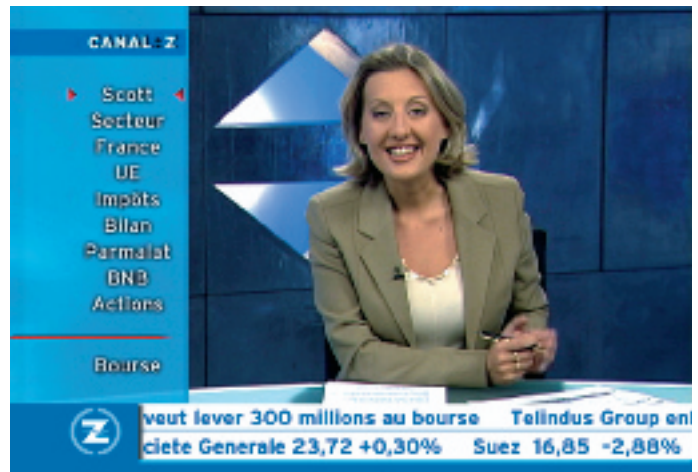 CANAL:Z
Scott
Secteur
France
UE
Impôts
Bilan
Parmalat
BNB
Actions
Bourse
Z
veut lever 300 millions au bourse Telindus Group en
ciete Generale 23,72 +0,30% Suez 16,85 -2,88%